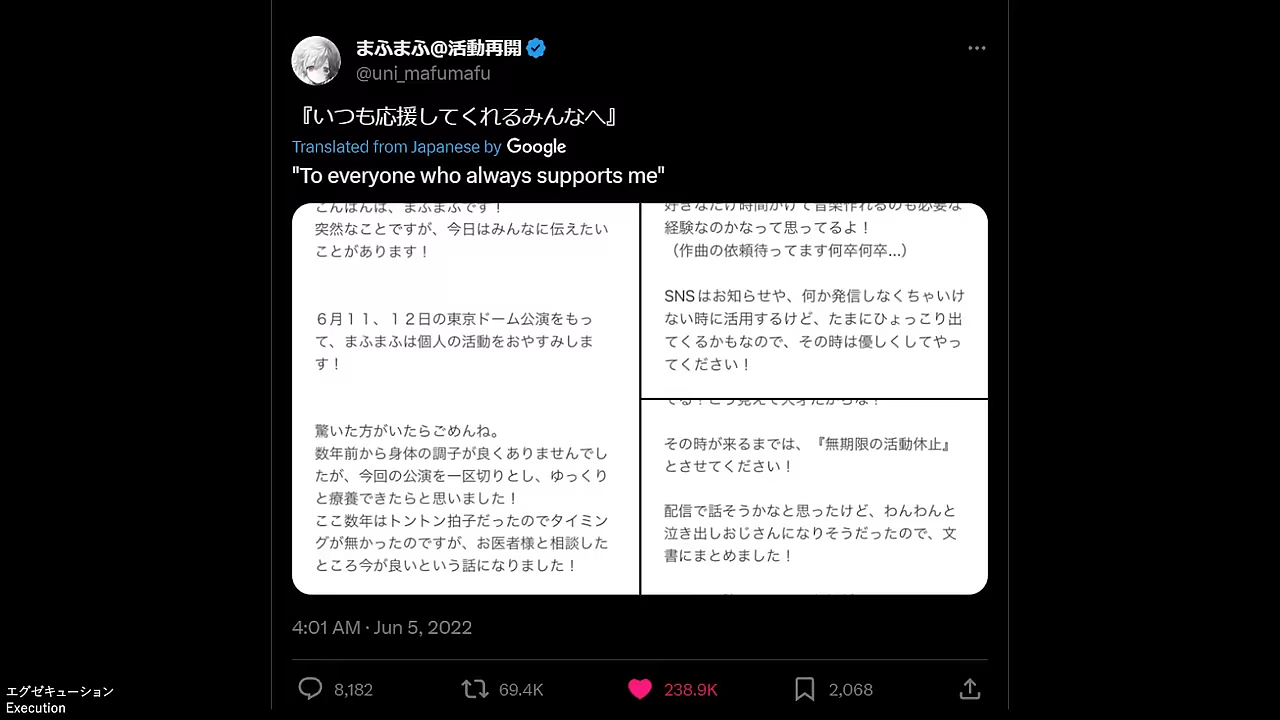 まふまふ@活動再開
@uni_mafumafu
『いつも応援してくれるみんなへ』
Translated from Japanese by Google
"To everyone who always supports me"
こんばんは、まふまふです！
突然なことですが、今日はみんなに伝えたい
ことがあります！
６月１１、１２日の東京ドーム公演をもっ
て、まふまふは個人の活動をおやすみしま
す！
驚いた方がいたらごめんね。
数年前から身体の調子が良くありませんでし
たが、今回の公演を一区切りとし、ゆっくり
と療養できたらと思いました！
ここ数年はトントン拍子だったのでタイミン
グが無かったのですが、お医者様と相談した
ところ今が良いという話になりました！
好きなだけ時間かけて音楽作れるのも必要な
経験なのかなって思ってるよ！
（作曲の依頼待ってます何卒何卒...）
SNSはお知らせや、何か発信しなくちゃいけ
ない時に活用するけど、たまにひょっこり出
てくるかもなので、その時は優しくしてやっ
てください！
てる！こう見えて天才だからな！
その時が来るまでは、『無期限の活動休止』
とさせてください！
配信で話そうかなと思ったけど、わんわんと
泣き出しおじさんになりそうだったので、文
書にまとめました！
4:01 AM · Jun 5, 2022
8,182
69.4K
238.9K
2,068
エグゼキューション
Execution